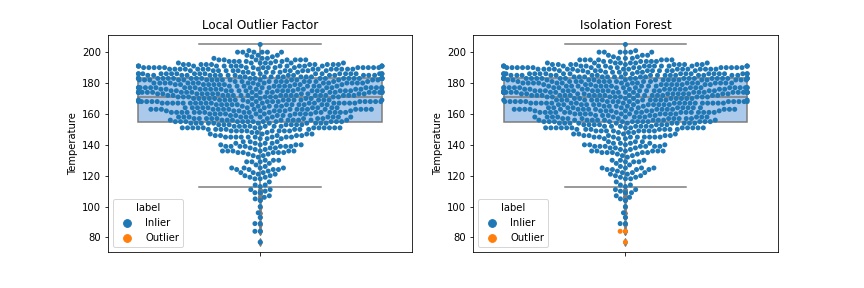 Local Outlier Factor
Temperature
200
180
160
140
120
100
80
label
Inlier
Outlier
Isolation Forest
Temperature
200
180
160
140
120
100
80
label
Inlier
Outlier